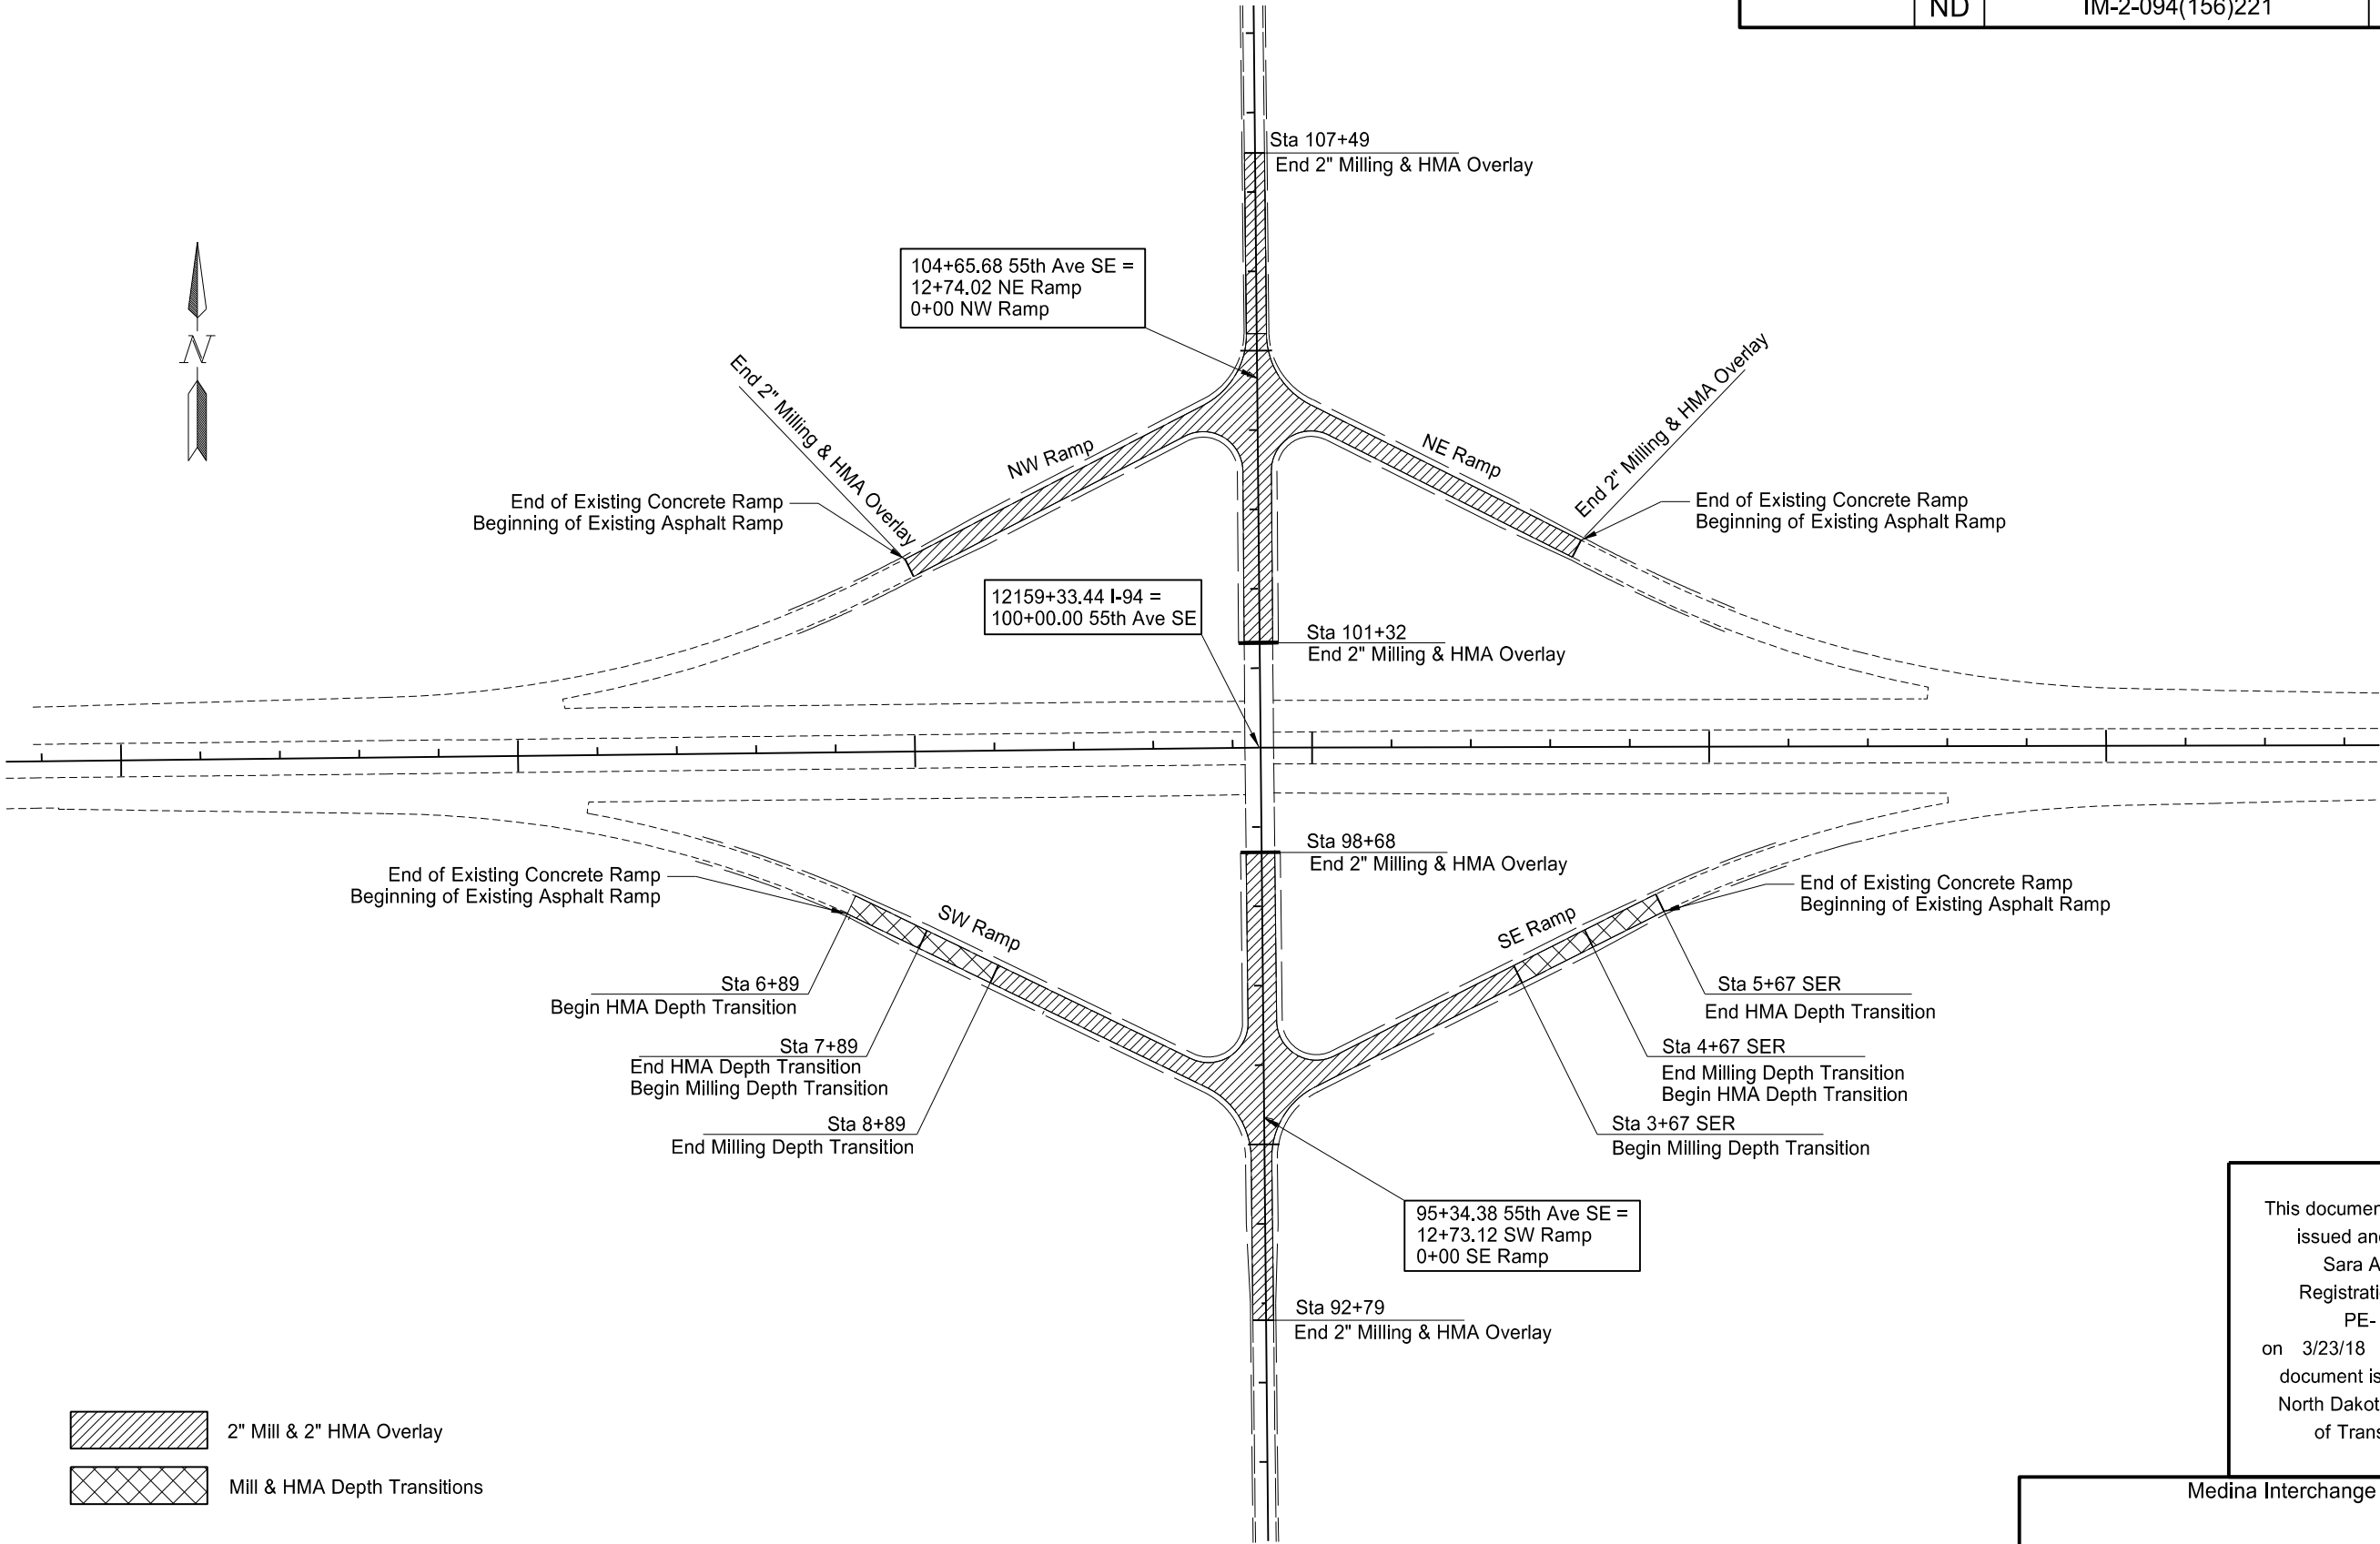 ND
IM-2-094(156)221
Sta 107+49
End 2" Milling & HMA Overlay
104+65.68 55th Ave SE =
12+74.02 NE Ramp
0+00 NW Ramp
N
End 2" Milling & HMA Overlay
NW Ramp
NE Ramp
End 2" Milling & HMA Overlay
End of Existing Concrete Ramp
Beginning of Existing Asphalt Ramp
End of Existing Concrete Ramp
Beginning of Existing Asphalt Ramp
12159+33.44 I-94 =
100+00.00 55th Ave SE
Sta 101+32
End 2" Milling & HMA Overlay
Sta 98+68
End 2" Milling & HMA Overlay
End of Existing Concrete Ramp
Beginning of Existing Asphalt Ramp
SW Ramp
SE Ramp
End of Existing Concrete Ramp
Beginning of Existing Asphalt Ramp
Sta 6+89
Begin HMA Depth Transition
Sta 5+67 SER
End HMA Depth Transition
Sta 7+89
End HMA Depth Transition
Begin Milling Depth Transition
Sta 4+67 SER
End Milling Depth Transition
Begin HMA Depth Transition
Sta 8+89
End Milling Depth Transition
Sta 3+67 SER
Begin Milling Depth Transition
95+34.38 55th Ave SE =
12+73.12 SW Ramp
0+00 SE Ramp
Sta 92+79
End 2" Milling & HMA Overlay
This documen
issued an
Sara A
Registrati
PE-
on 3/23/18
document is
North Dakot
of Trans
2" Mill & 2" HMA Overlay
Mill & HMA Depth Transitions
Medina Interchange